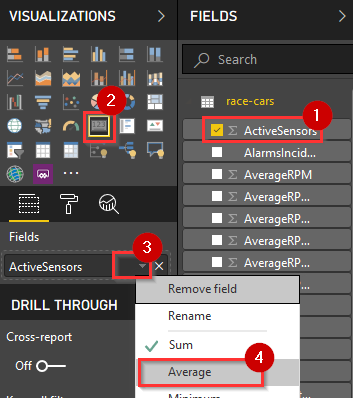 VISUALIZATIONS
FIELDS
Search
race-cars
1
2
ActiveSensors
AlarmsIncid...
AverageRPM
AverageRP...
AverageRP...
AverageRP...
AverageRP...
Fields
3
ActiveSensors
Remove field
Rename
Sum
4
Average
Minimum
DRILL THROUGH
Cross-report
Off